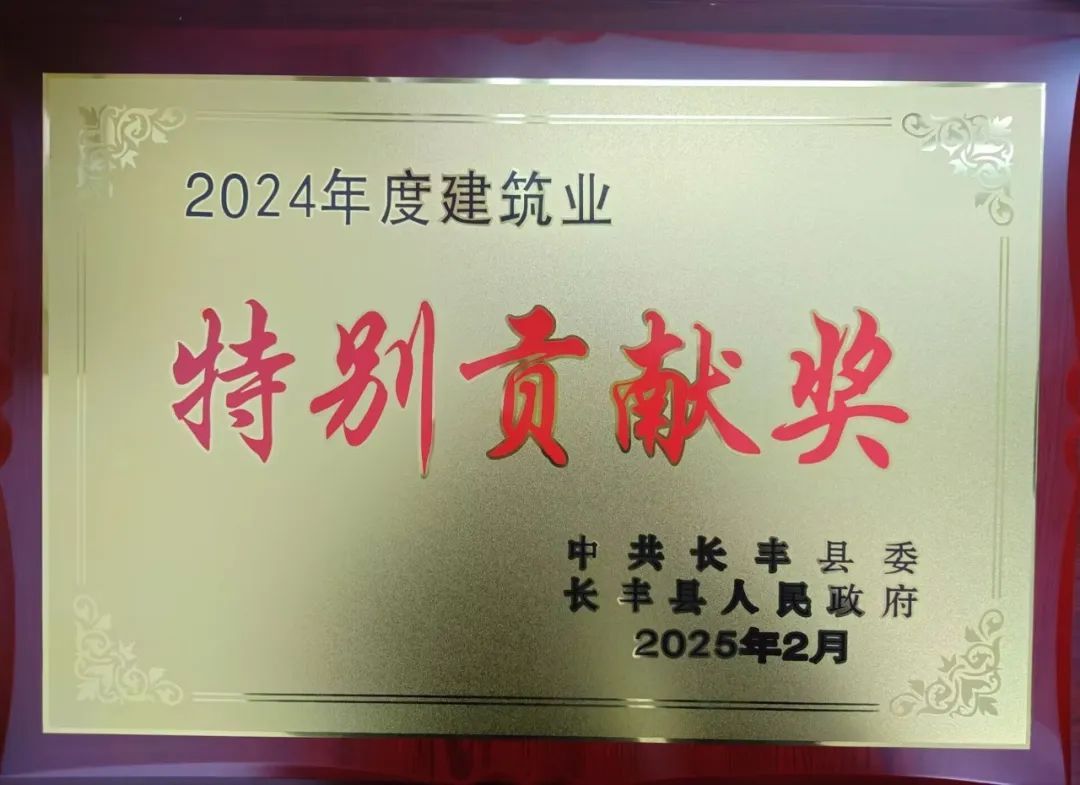 2024年度建筑业
特别贡献奖
中共长丰县委
长丰县人民政府
2025年2月